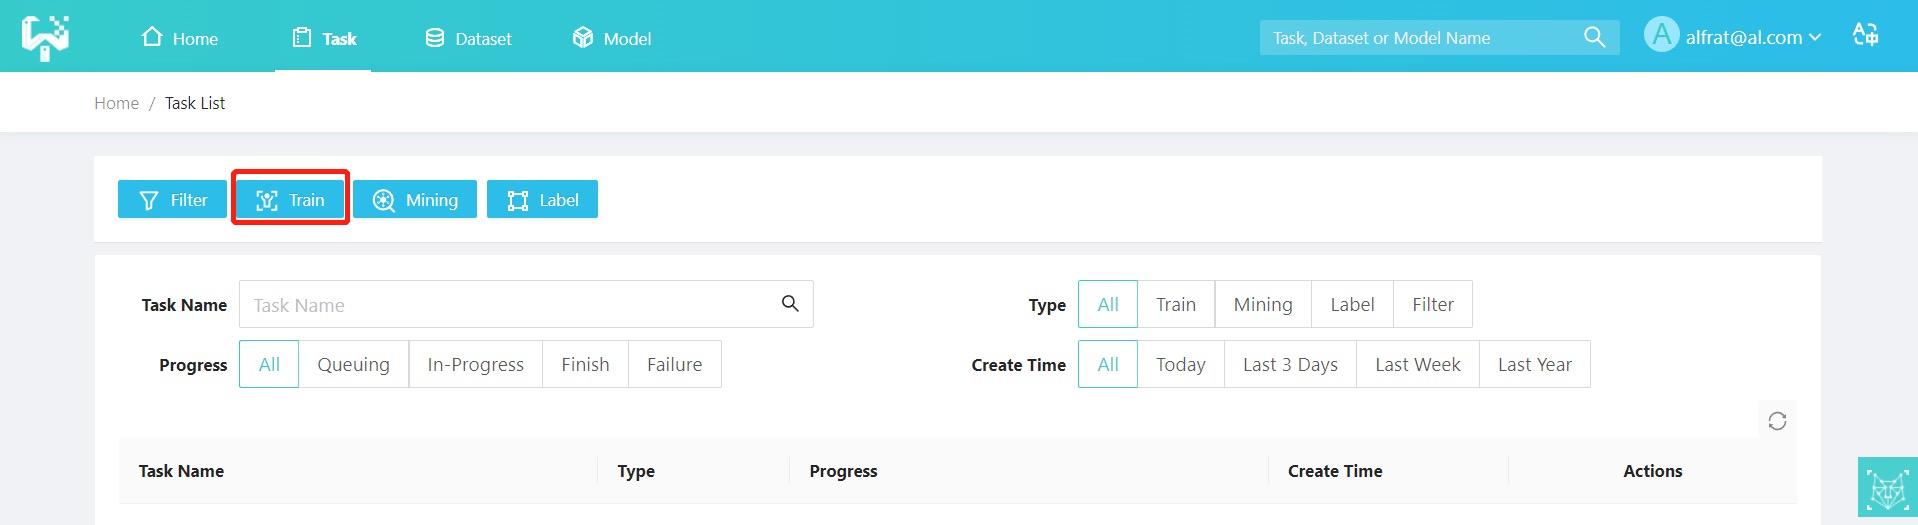 Home Task Dataset Model Task, Dataset or Model Name A alfrat@al.com
Home / Task List
Filter Train Mining Label
Task Name Task Name Type All Train Mining Label Filter
Progress All Queuing In-Progress Finish Failure Create Time All Today Last 3 Days Last Week Last Year
Task Name Type Progress Create Time Actions